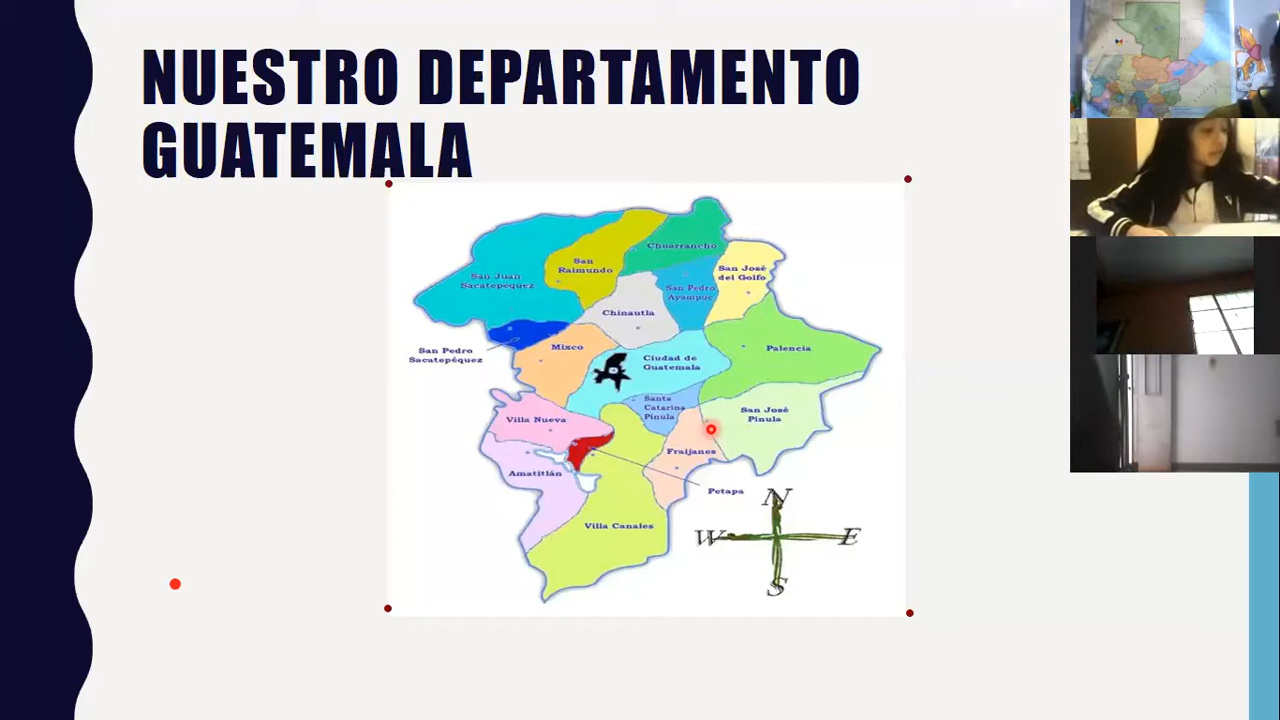 NUESTRO DEPARTAMENTO
GUATEMALA
Chuarrancho
San
Raimundo
San José
del Golfo
San Juan
Sacatepéquez
San Pedro
Ayampuc
Chinautla
San Pedro
Sacatepéquez
Mixco
Ciudad de
Guatemala
Palencia
Santa
Catarina
Pinula
San José
Pinula
Villa Nueva
Fraijanes
Amatitlán
Petapa
Villa Canales
N
W E
S